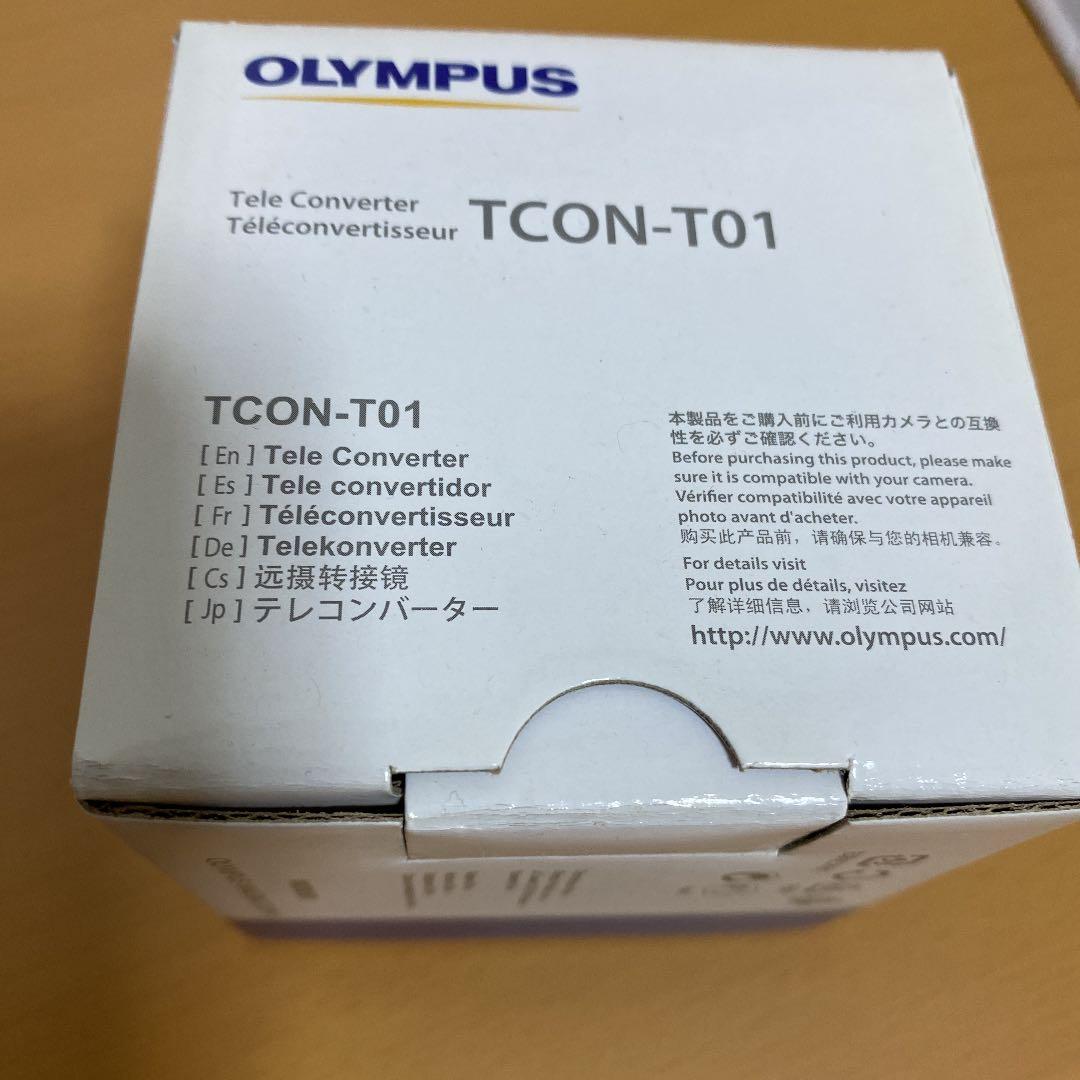 OLYMPUS
Tele Converter
Téléconvertisseur
TCON-T01
TCON-T01
[ En ] Tele Converter
[ Es ] Tele convertidor
[ Fr ] Téléconvertisseur
[ De ] Telekonverter
[ Cs ] 远摄转接镜
[ Jp ] テレコンバーター
本製品をご購入前にご利用カメラとの互換
性を必ずご確認ください。
Before purchasing this product, please make
sure it is compatible with your camera.
Vérifier compatibilité avec votre appareil
photo avant d'acheter.
购买此产品前，请确保与您的相机兼容。
For details visit
Pour plus de détails, visitez
了解详细信息，请浏览公司网站
http://www.olympus.com/